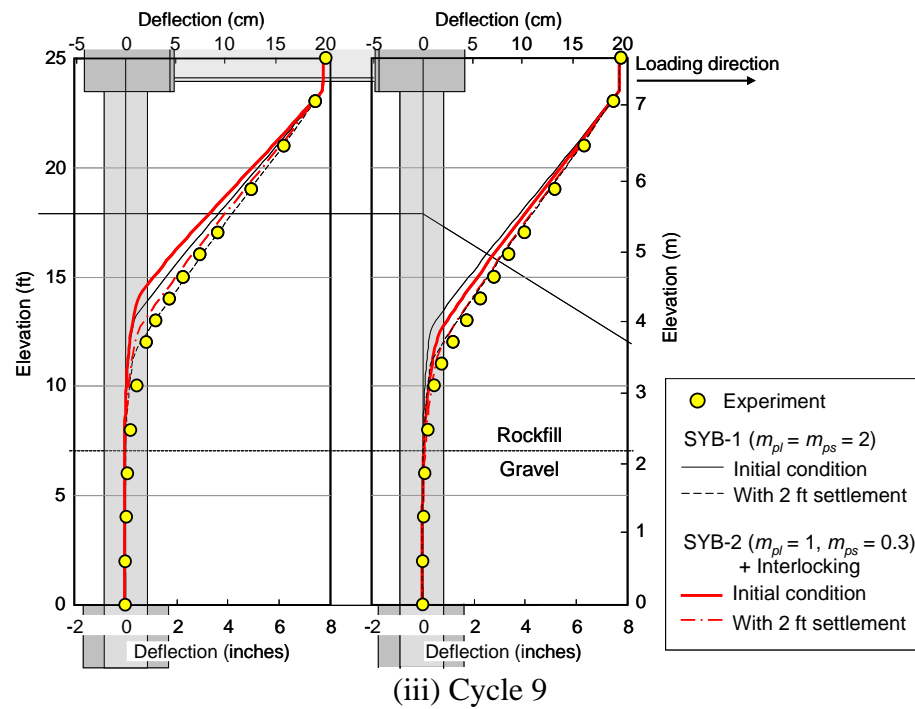 Deflection (cm)
Deflection (cm)
-5 0 5 10 15 20
-5 0 5 10 15 20
25
20
15
10
5
0
Elevation (ft)
Loading direction
7
6
5
4
3
2
1
0
Elevation (m)
Rockfill
Gravel
-2 0 2 4 6 8
-2 0 2 4 6 8
Deflection (inches)
Deflection (inches)
Experiment
SYB-1 (mpl = mps = 2)
Initial condition
With 2 ft settlement
SYB-2 (mpl = 1, mps = 0.3)
+ Interlocking
Initial condition
With 2 ft settlement
(iii) Cycle 9